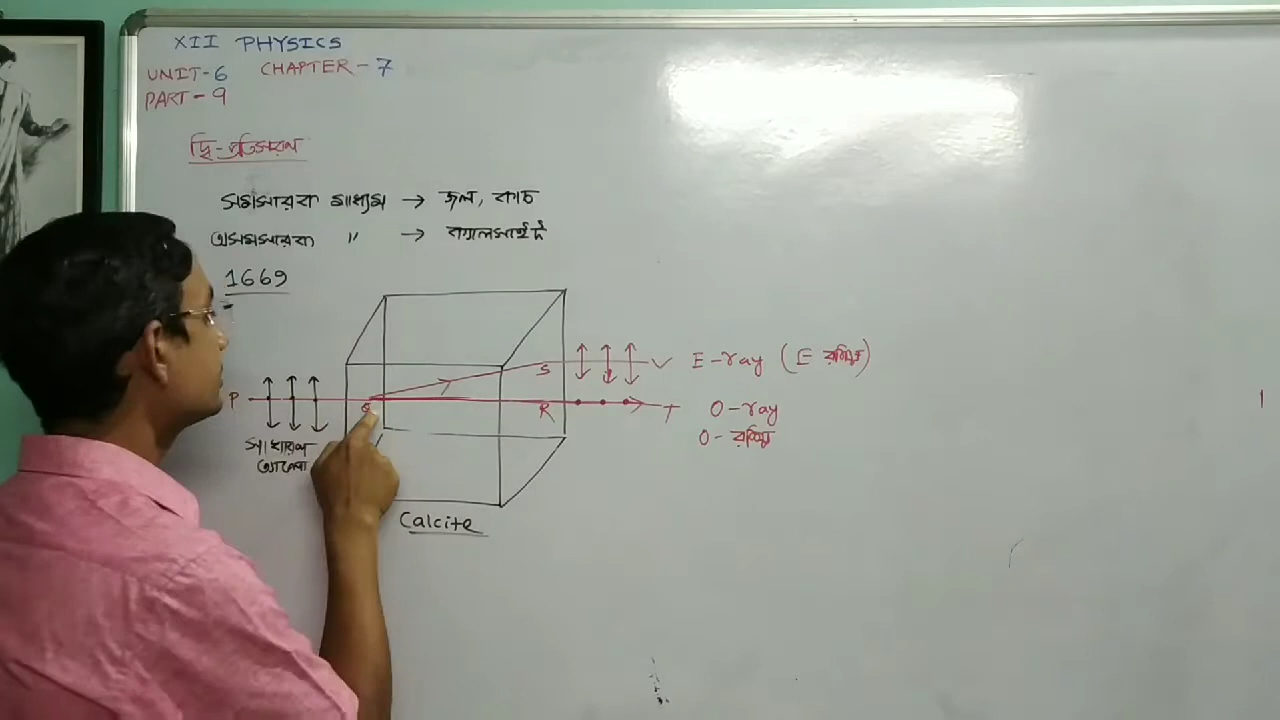 XII PHYSICS
UNIT-6 CHAPTER-7
PART-9
দ্বি-প্রতিসরণ
সমসারক মাধ্যম → জল, কাচ
অসমসারক " → ক্যালসাইট
1669
S V E-ray (E রশ্মি)
P Q R T O-ray
O- রশ্মি
সাধারণ
আলো
Calcite